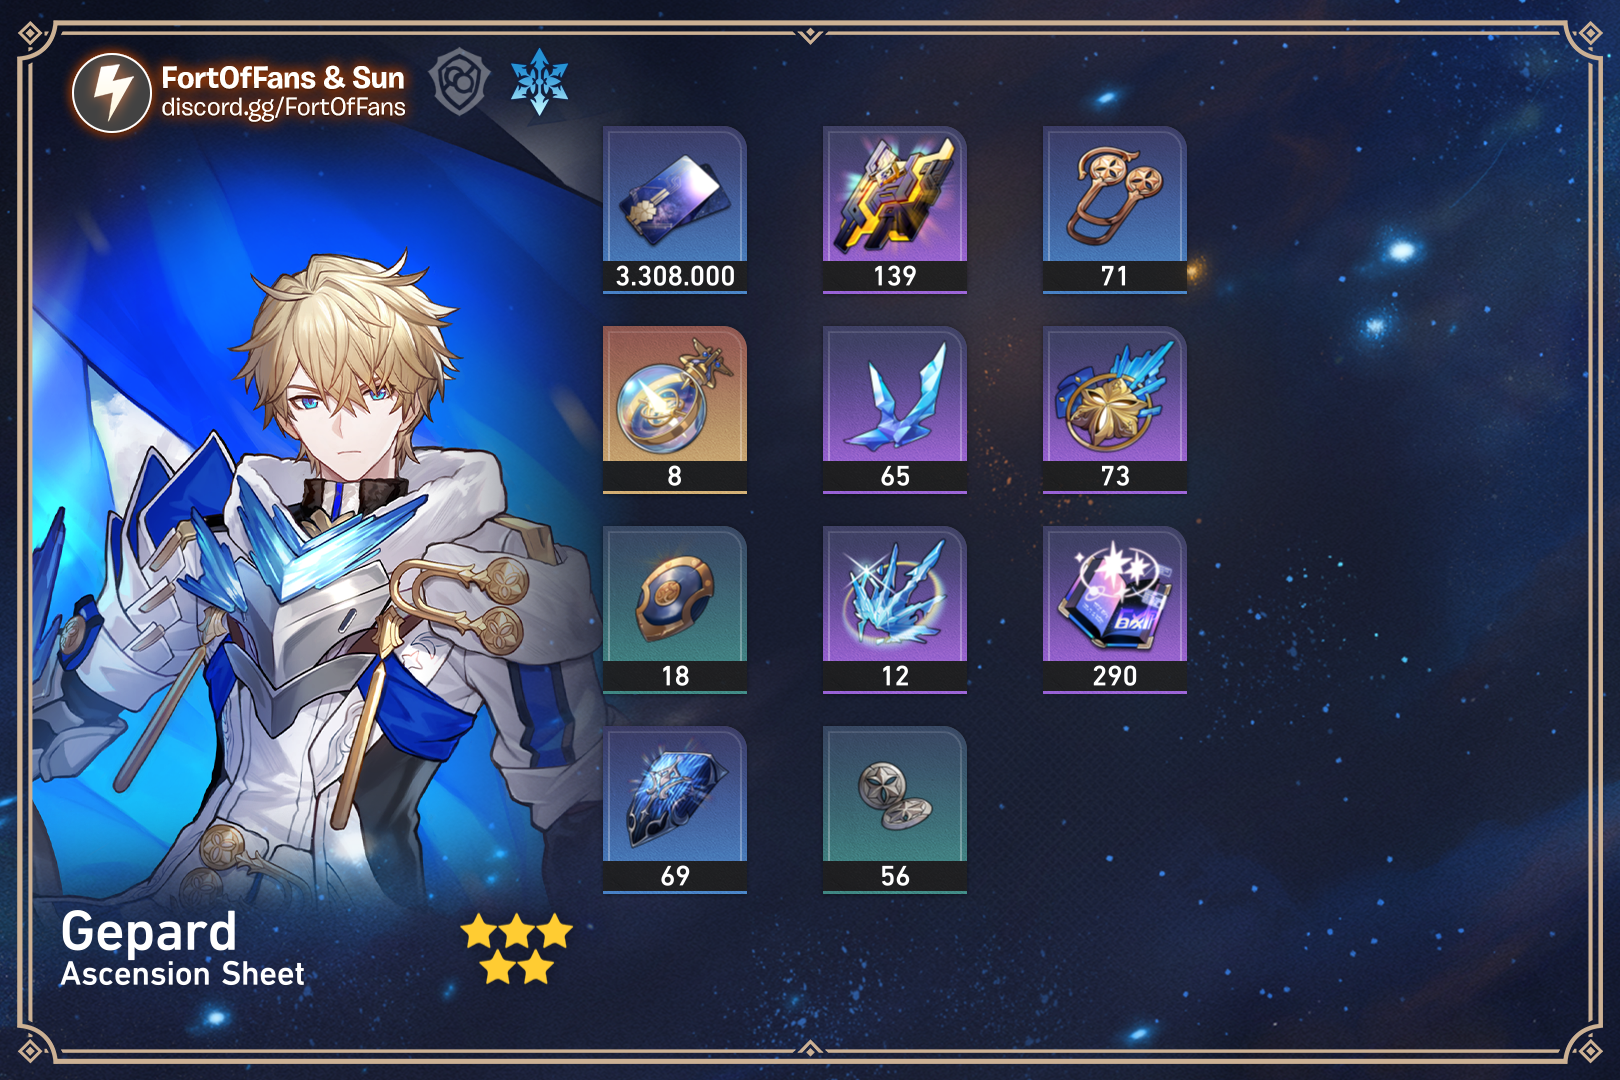 FortOfFans & Sun
discord.gg/FortOfFans
3.308.000
139
71
8
65
73
18
12
290
69
56
Gepard
Ascension Sheet